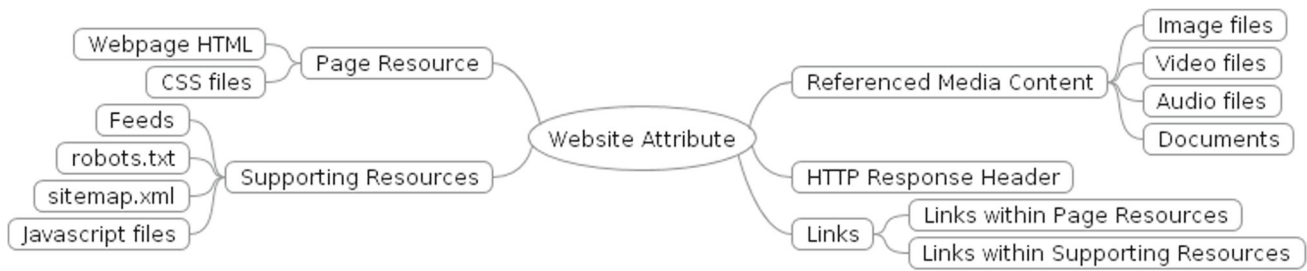 Website Attribute
Page Resource
Webpage HTML
CSS files
Supporting Resources
Feeds
robots.txt
sitemap.xml
Javascript files
Referenced Media Content
Image files
Video files
Audio files
Documents
HTTP Response Header
Links
Links within Page Resources
Links within Supporting Resources